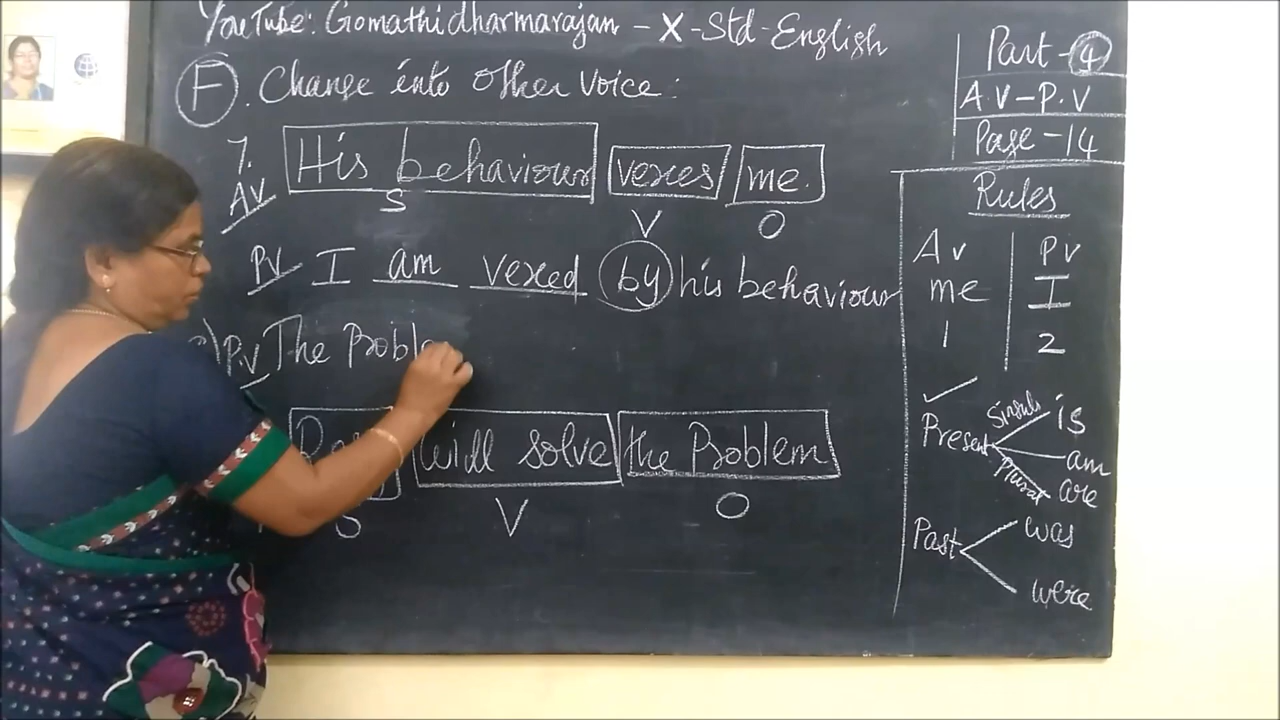 YouTube: Gomathidharmarajan - X - Std - English
F. Change into other Voice:
7. His behaviour vexes me.
AV S V O
PV I am vexed by his behaviour
P.V The Proble
will solve the Problem
S V O
Part - 4
A.V - P.V
Page - 14
Rules
Av PV
me I
1 2
Present
is
am
are
Past
was
were